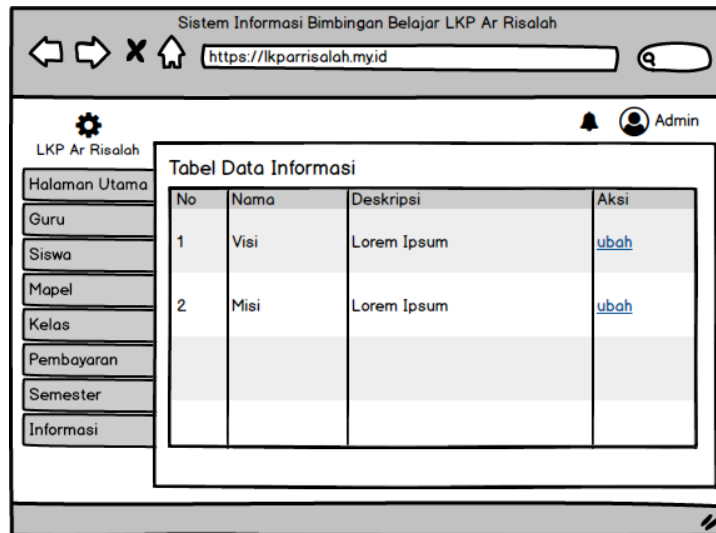 Sistem Informasi Bimbingan Belajar LKP Ar Risalah
https://lkparrisalah.my.id
Admin
LKP Ar Risalah
Halaman Utama
Guru
Siswa
Mapel
Kelas
Pembayaran
Semester
Informasi
Tabel Data Informasi
No Nama Deskripsi Aksi
1 Visi Lorem Ipsum ubah
2 Misi Lorem Ipsum ubah